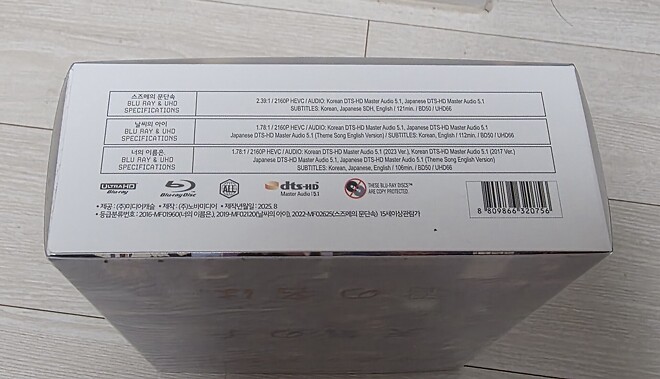 스즈메의 문단속
BLU RAY & UHD
SPECIFICATIONS
2.39:1 / 2160P HEVC / AUDIO: Korean DTS-HD Master Audio 5.1, Japanese DTS-HD Master Audio 5.1
SUBTITLES: Korean, Japanese SDH, English / 121min. / BD50 / UHD66
날씨의 아이
BLU RAY & UHD
SPECIFICATIONS
1.78:1 / 2160P HEVC / AUDIO: Korean DTS-HD Master Audio 5.1, Japanese DTS-HD Master Audio 5.1
Japanese DTS-HD Master Audio 5.1 (Theme Song English Version) / SUBTITLES: Korean, English / 112min. / BD50 / UHD66
너의 이름은.
BLU RAY & UHD
SPECIFICATIONS
1.78:1 / 2160P HEVC / AUDIO: Korean DTS-HD Master Audio 5.1 (2023 Ver.), Korean DTS-HD Master Audio 5.1 (2017 Ver.)
Japanese DTS-HD Master Audio 5.1, Japanese DTS-HD Master Audio 5.1 (Theme Song English Version)
SUBTITLES: Korean, Japanese, English / 106min. / BD50 / UHD66
ULTRA HD Blu-ray
Blu-ray Disc
ALL
dts-HD
Master Audio | 5.1
THESE BLU-RAY DISCS™
ARE COPY PROTECTED.
• 제공 : (주)미디어캐슬 • 제작 : (주)노바미디어 • 제작년월일 : 2025. 8
• 등급분류번호 : 2016-MF01960(너의 이름은.), 2019-MF02120(날씨의 아이), 2022-MF02625(스즈메의 문단속) 15세이상관람가
8 809866 320756